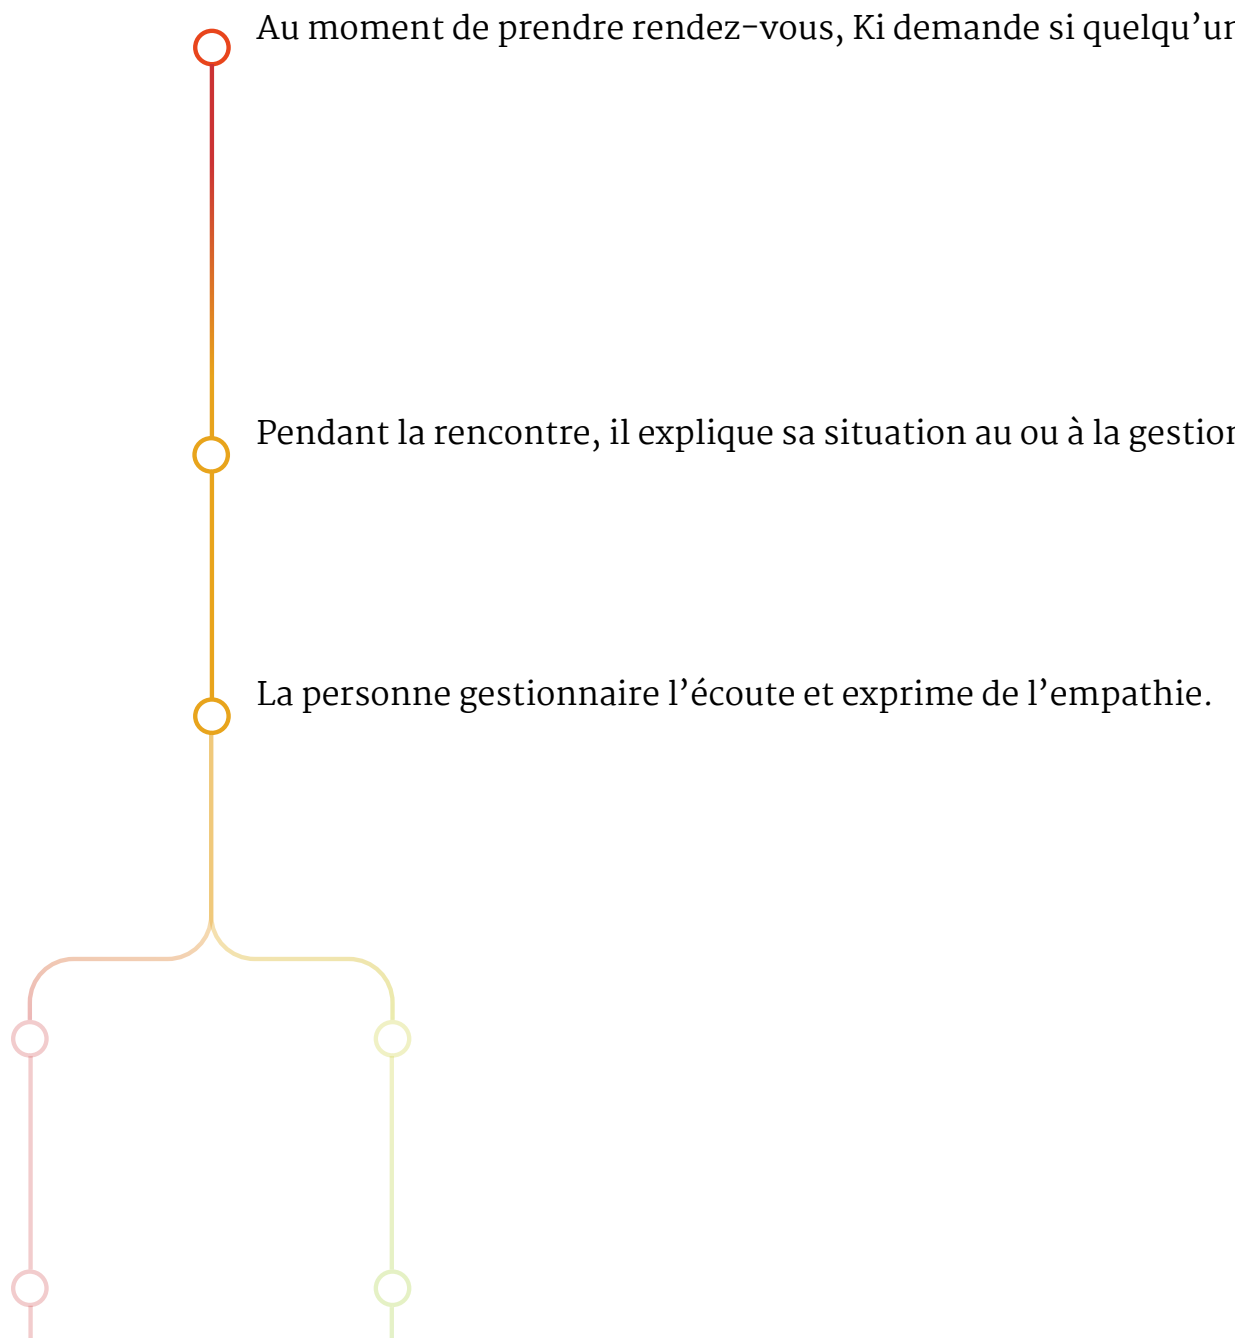 Au moment de prendre rendez-vous, Ki demande si quelqu’un
Pendant la rencontre, il explique sa situation au ou à la
La personne gestionnaire l’écoute et exprime de l’empathie.